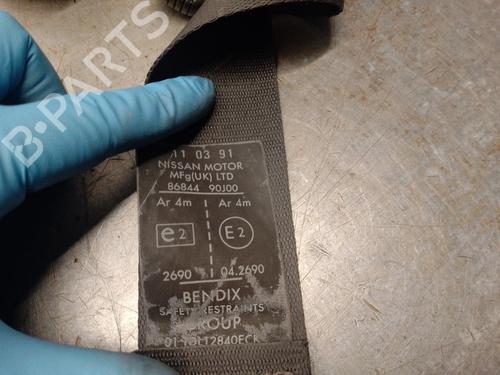 B-PARTS
11 03 91
NISSAN MOTOR
MFg(UK) LTD
86844 90J00
Ar 4m Ar 4m
e2 E2
2690 04.2690
BENDIX
SAFETY RESTRAINTS
GROUP